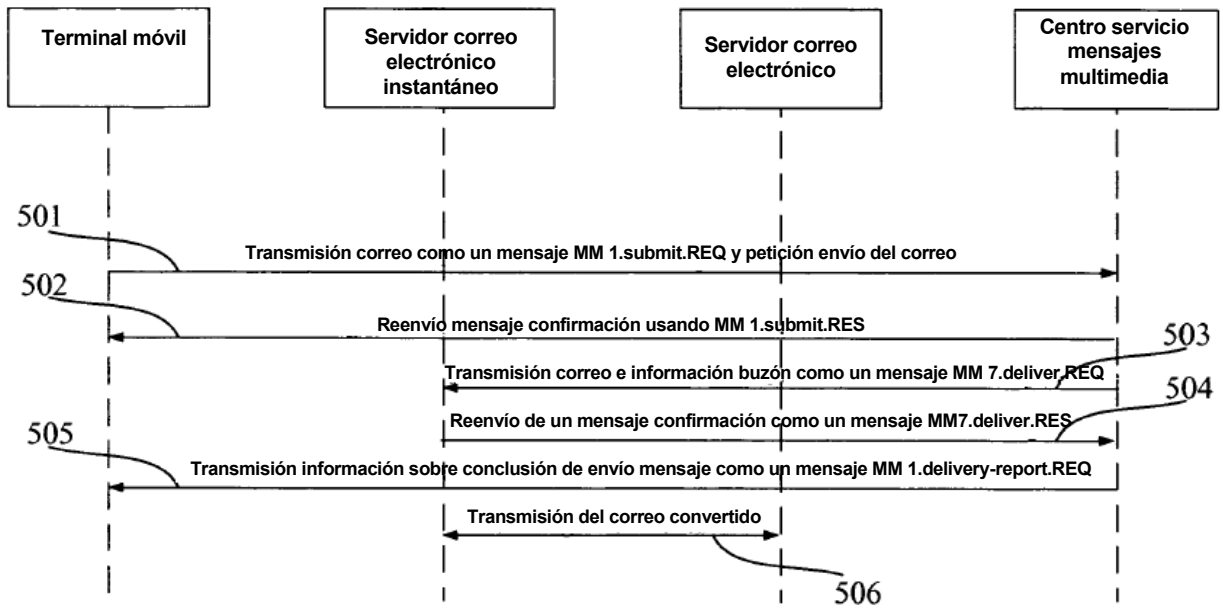 Terminal móvil
Servidor correo
electrónico
instantáneo
Servidor correo
electrónico
Centro servicio
mensajes
multimedia
501
Transmisión correo como un mensaje MM 1.submit.REQ y petición envío del correo
502
Reenvío mensaje confirmación usando MM 1.submit.RES
503
Transmisión correo e información buzón como un mensaje MM 7.deliver.REQ
504
Reenvío de un mensaje confirmación como un mensaje MM7.deliver.RES
505
Transmisión información sobre conclusión de envío mensaje como un mensaje MM 1.delivery-report.REQ
Transmisión del correo convertido
506